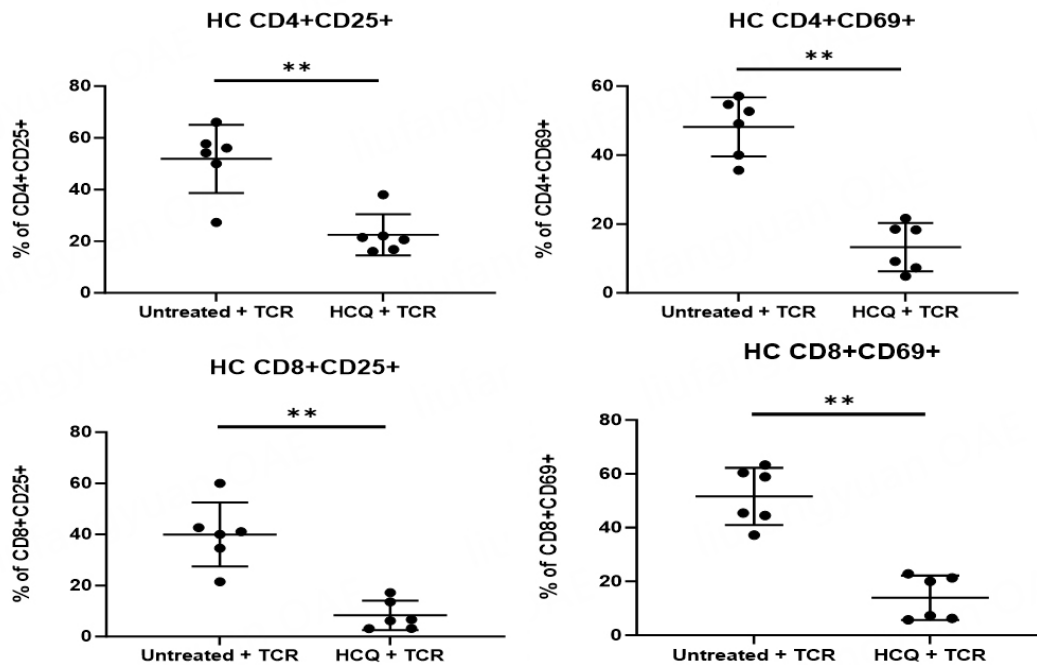 HC CD4+CD25+
**
% of CD4+CD25+
80
60
40
20
0
Untreated + TCR
HCQ + TCR
HC CD4+CD69+
**
% of CD4+CD69+
60
40
20
0
Untreated + TCR
HCQ + TCR
HC CD8+CD25+
**
% of CD8+CD25+
80
60
40
20
0
Untreated + TCR
HCQ + TCR
HC CD8+CD69+
**
% of CD8+CD69+
80
60
40
20
0
Untreated + TCR
HCQ + TCR